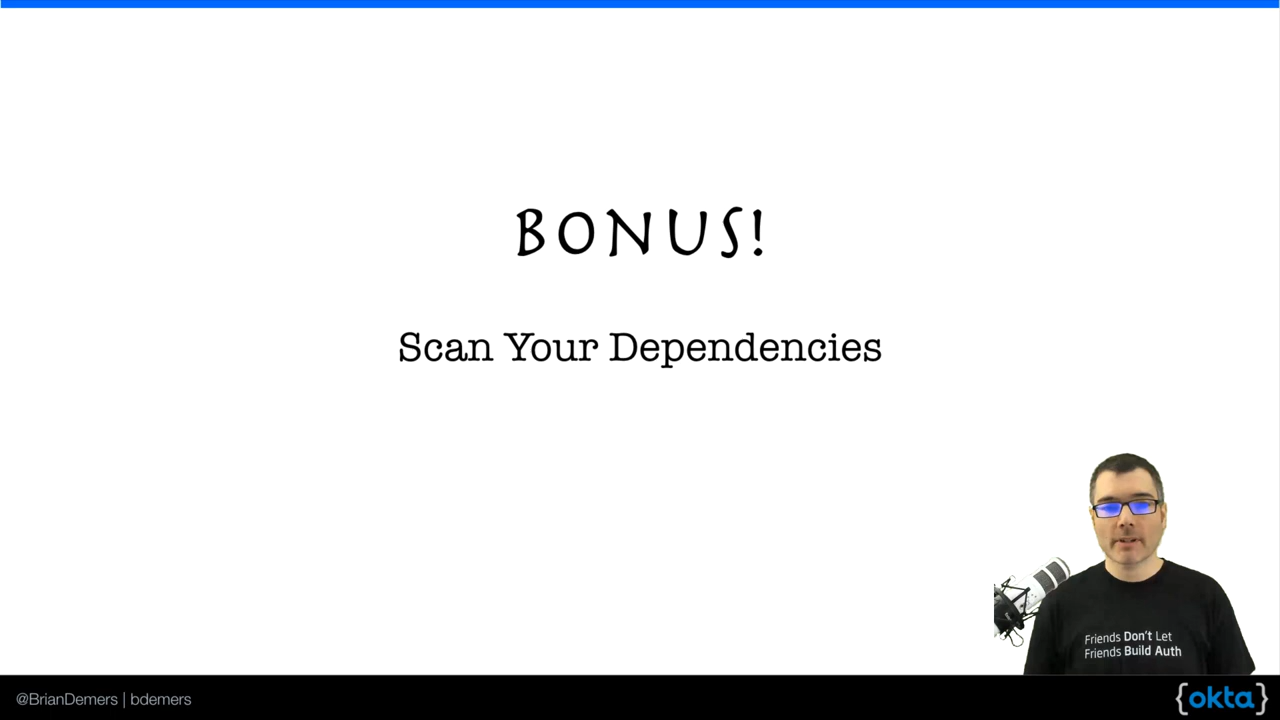 BONUS!
Scan Your Dependencies
Friends Don't Let
Friends Build Auth
@BrianDemers | bdemers
{okta}